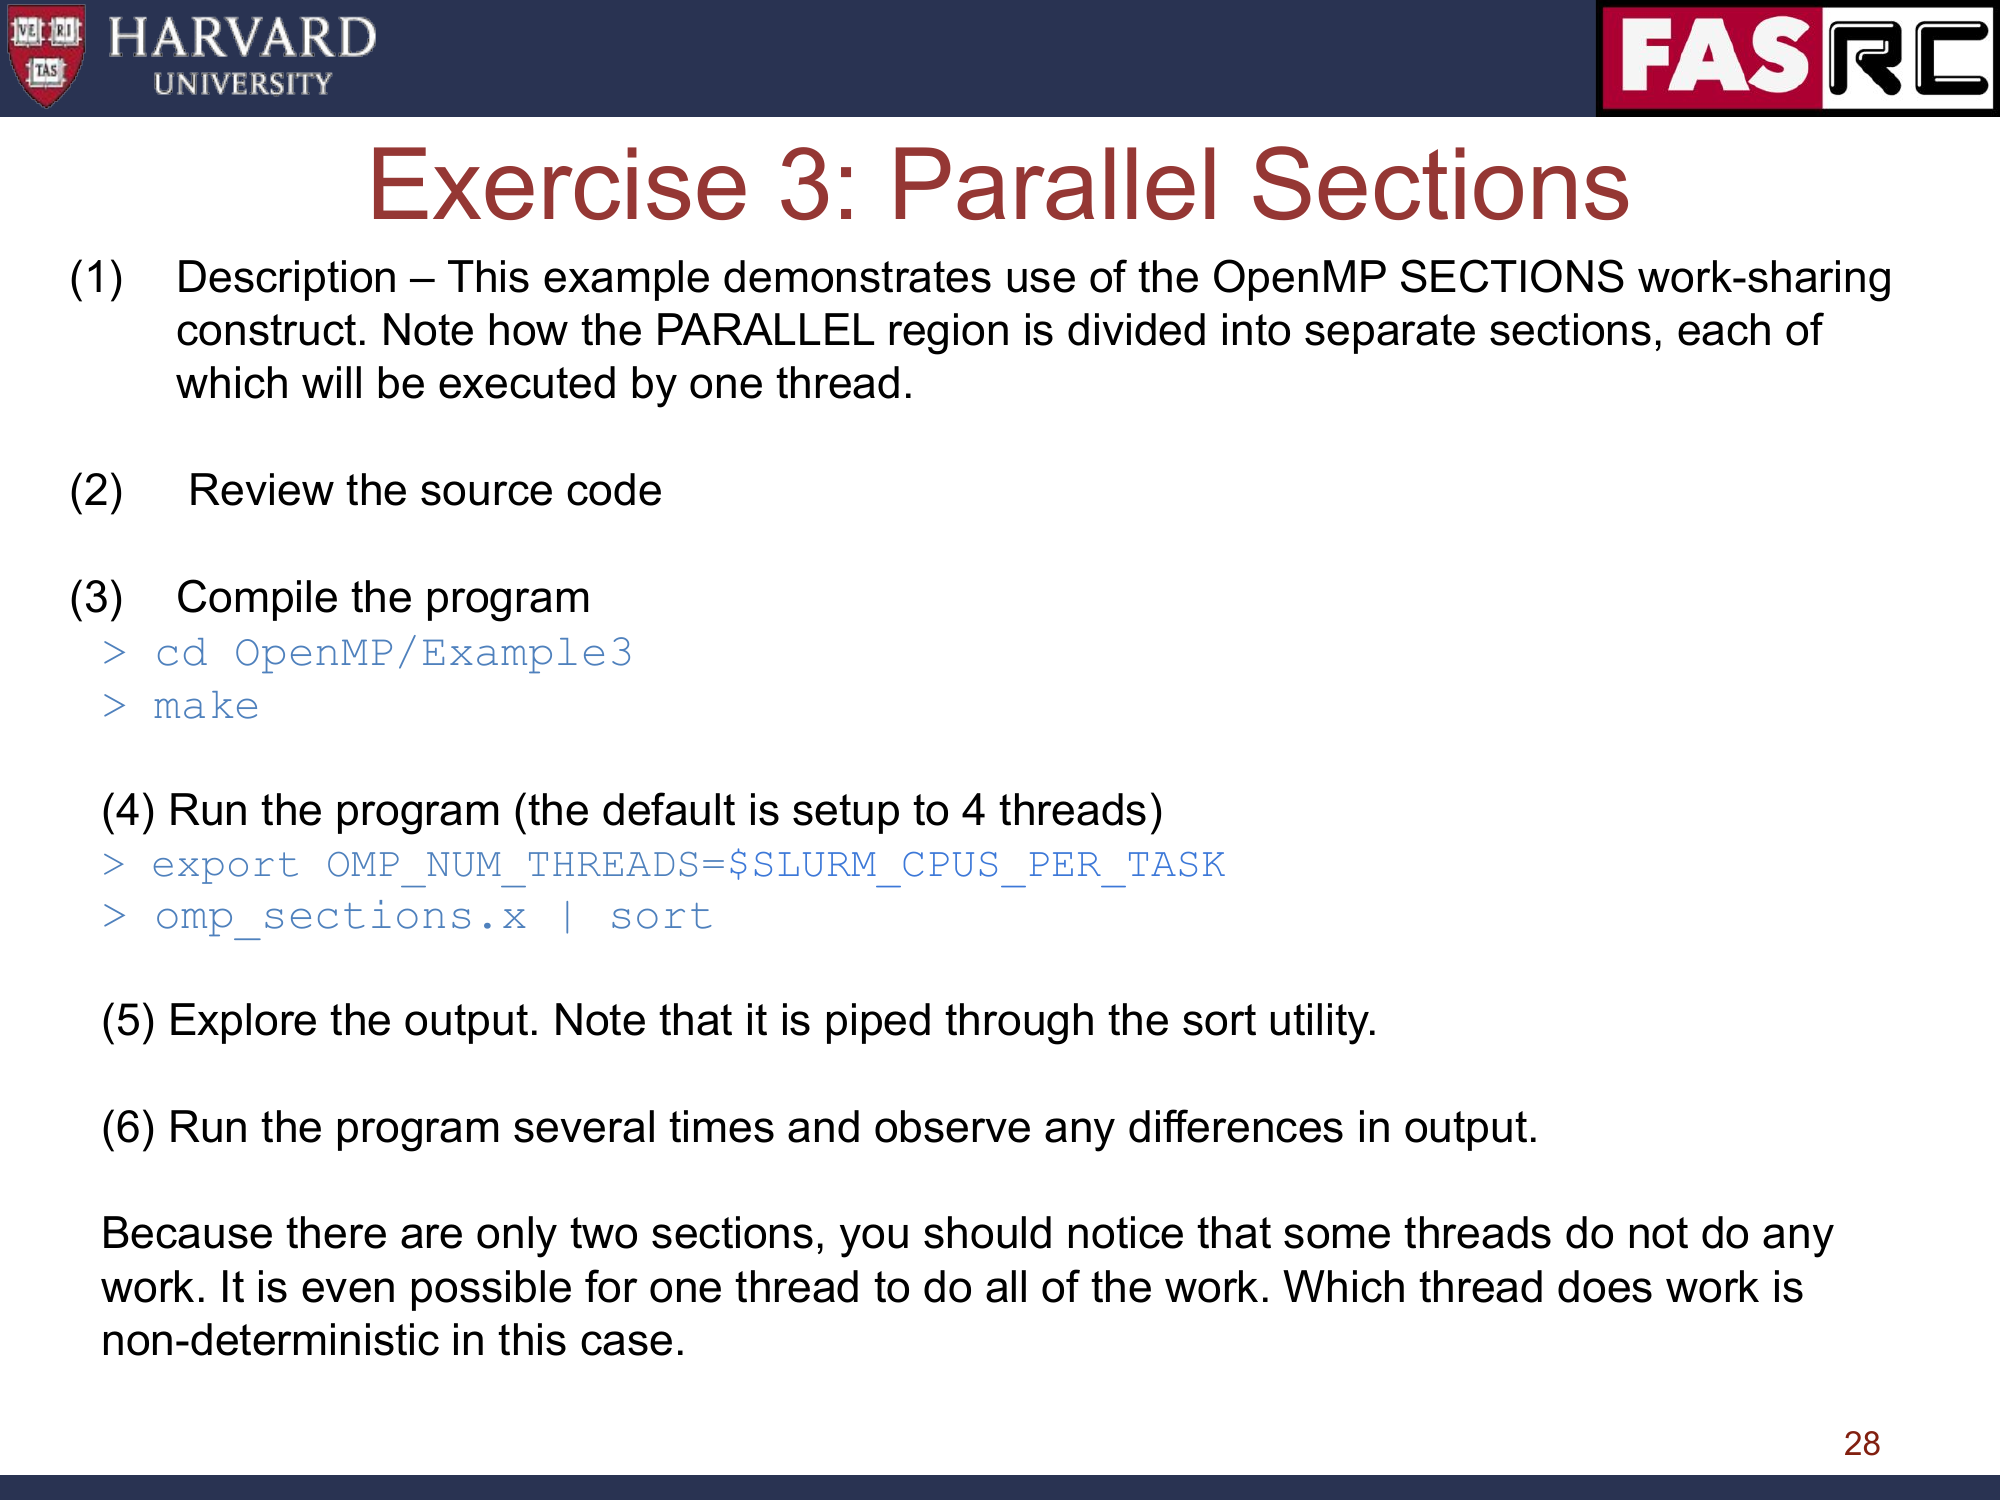 VE RI
TAS
HARVARD
UNIVERSITY
FASRC
Exercise 3: Parallel Sections
(1) Description – This example demonstrates use of the OpenMP SECTIONS work-sharing
construct. Note how the PARALLEL region is divided into separate sections, each of
which will be executed by one thread.
(2) Review the source code
(3) Compile the program
> cd OpenMP/Example3
> make
(4) Run the program (the default is setup to 4 threads)
> export OMP_NUM_THREADS=$SLURM_CPUS_PER_TASK
> omp_sections.x | sort
(5) Explore the output. Note that it is piped through the sort utility.
(6) Run the program several times and observe any differences in output.
Because there are only two sections, you should notice that some threads do not do any
work. It is even possible for one thread to do all of the work. Which thread does work is
non-deterministic in this case.
28